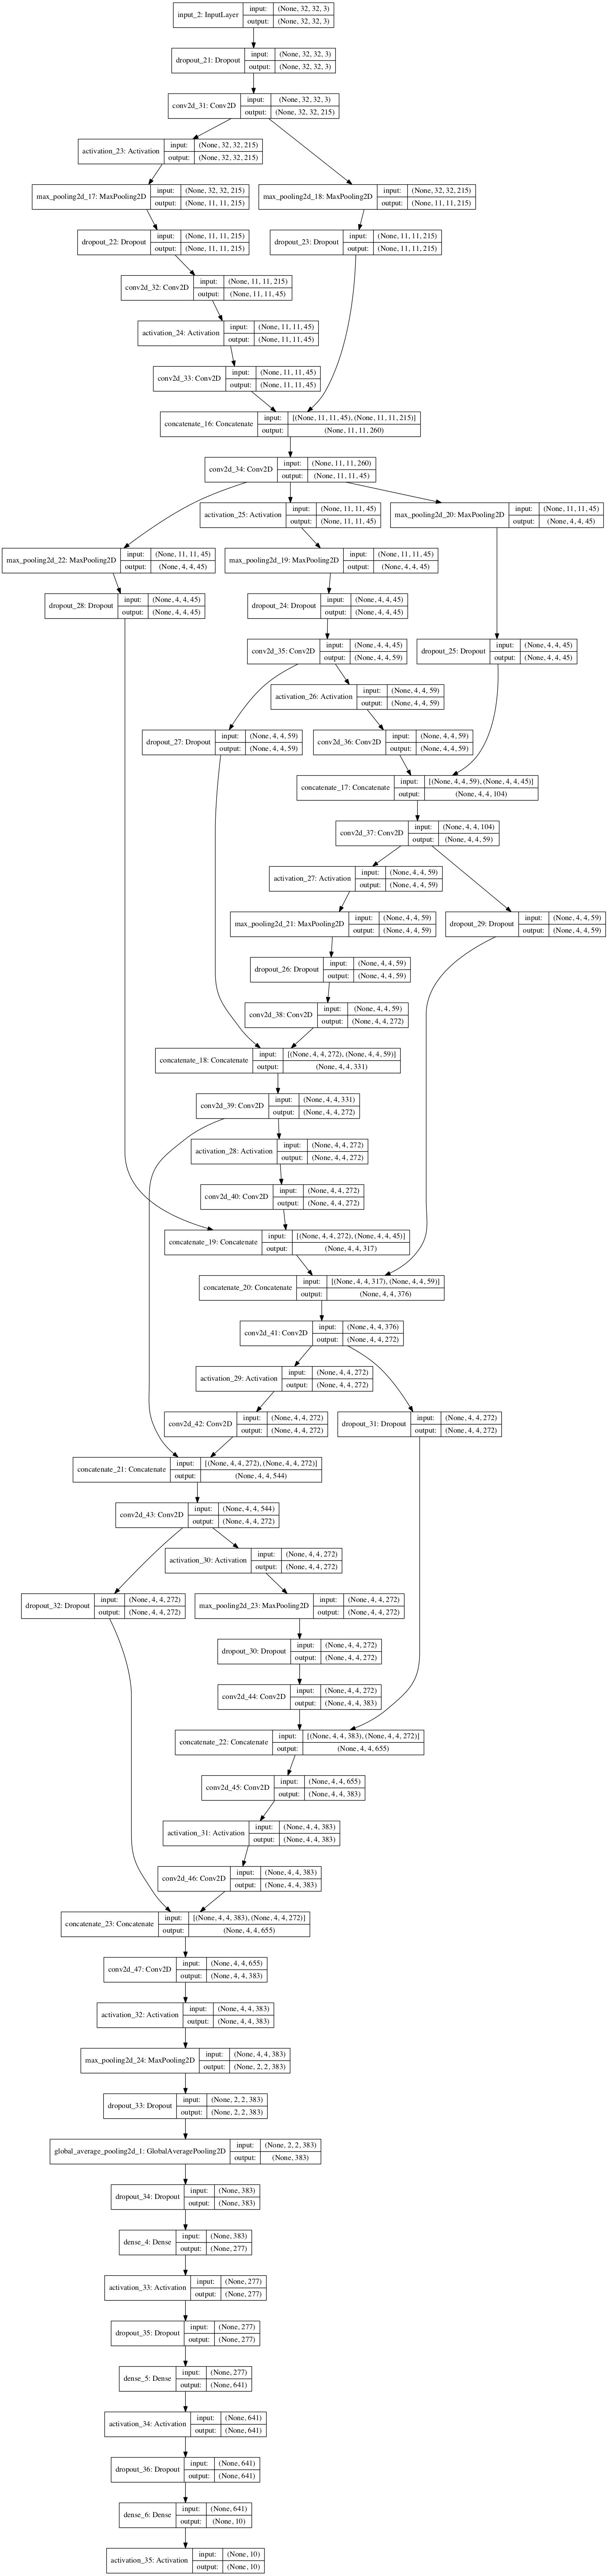 input_2: InputLayer
input: (None, 32, 32, 3)
output: (None, 32, 32, 3)
dropout_21: Dropout
input: (None, 32, 32, 3)
output: (None, 32, 32, 3)
conv2d_31: Conv2D
input: (None, 32, 32, 3)
output: (None, 32, 32, 215)
activation_23: Activation
input: (None, 32, 32, 215)
output: (None, 32, 32, 215)
max_pooling2d_17: MaxPooling2D
input: (None, 32, 32, 215)
output: (None, 11, 11, 215)
max_pooling2d_18: MaxPooling2D
input: (None, 32, 32, 215)
output: (None, 11, 11, 215)
dropout_22: Dropout
input: (None, 11, 11, 215)
output: (None, 11, 11, 215)
dropout_23: Dropout
input: (None, 11, 11, 215)
output: (None, 11, 11, 215)
conv2d_32: Conv2D
input: (None, 11, 11, 215)
output: (None, 11, 11, 45)
activation_24: Activation
input: (None, 11, 11, 45)
output: (None, 11, 11, 45)
conv2d_33: Conv2D
input: (None, 11, 11, 45)
output: (None, 11, 11, 45)
concatenate_16: Concatenate
input: [(None, 11, 11, 45), (None, 11, 11, 215)]
output: (None, 11, 11, 260)
conv2d_34: Conv2D
input: (None, 11, 11, 260)
output: (None, 11, 11, 45)
activation_25: Activation
input: (None, 11, 11, 45)
output: (None, 11, 11, 45)
max_pooling2d_20: MaxPooling2D
input: (None, 11, 11, 45)
output: (None, 4, 4, 45)
max_pooling2d_22: MaxPooling2D
input: (None, 11, 11, 45)
output: (None, 4, 4, 45)
max_pooling2d_19: MaxPooling2D
input: (None, 11, 11, 45)
output: (None, 4, 4, 45)
dropout_28: Dropout
input: (None, 4, 4, 45)
output: (None, 4, 4, 45)
dropout_24: Dropout
input: (None, 4, 4, 45)
output: (None, 4, 4, 45)
conv2d_35: Conv2D
input: (None, 4, 4, 45)
output: (None, 4, 4, 59)
dropout_25: Dropout
input: (None, 4, 4, 45)
output: (None, 4, 4, 45)
activation_26: Activation
input: (None, 4, 4, 59)
output: (None, 4, 4, 59)
dropout_27: Dropout
input: (None, 4, 4, 59)
output: (None, 4, 4, 59)
conv2d_36: Conv2D
input: (None, 4, 4, 59)
output: (None, 4, 4, 59)
concatenate_17: Concatenate
input: [(None, 4, 4, 59), (None, 4, 4, 45)]
output: (None, 4, 4, 104)
conv2d_37: Conv2D
input: (None, 4, 4, 104)
output: (None, 4, 4, 59)
activation_27: Activation
input: (None, 4, 4, 59)
output: (None, 4, 4, 59)
max_pooling2d_21: MaxPooling2D
input: (None, 4, 4, 59)
output: (None, 4, 4, 59)
dropout_29: Dropout
input: (None, 4, 4, 59)
output: (None, 4, 4, 59)
dropout_26: Dropout
input: (None, 4, 4, 59)
output: (None, 4, 4, 59)
conv2d_38: Conv2D
input: (None, 4, 4, 59)
output: (None, 4, 4, 272)
concatenate_18: Concatenate
input: [(None, 4, 4, 272), (None, 4, 4, 59)]
output: (None, 4, 4, 331)
conv2d_39: Conv2D
input: (None, 4, 4, 331)
output: (None, 4, 4, 272)
activation_28: Activation
input: (None, 4, 4, 272)
output: (None, 4, 4, 272)
conv2d_40: Conv2D
input: (None, 4, 4, 272)
output: (None, 4, 4, 272)
concatenate_19: Concatenate
input: [(None, 4, 4, 272), (None, 4, 4, 45)]
output: (None, 4, 4, 317)
concatenate_20: Concatenate
input: [(None, 4, 4, 317), (None, 4, 4, 59)]
output: (None, 4, 4, 376)
conv2d_41: Conv2D
input: (None, 4, 4, 376)
output: (None, 4, 4, 272)
activation_29: Activation
input: (None, 4, 4, 272)
output: (None, 4, 4, 272)
conv2d_42: Conv2D
input: (None, 4, 4, 272)
output: (None, 4, 4, 272)
dropout_31: Dropout
input: (None, 4, 4, 272)
output: (None, 4, 4, 272)
concatenate_21: Concatenate
input: [(None, 4, 4, 272), (None, 4, 4, 272)]
output: (None, 4, 4, 544)
conv2d_43: Conv2D
input: (None, 4, 4, 544)
output: (None, 4, 4, 272)
activation_30: Activation
input: (None, 4, 4, 272)
output: (None, 4, 4, 272)
dropout_32: Dropout
input: (None, 4, 4, 272)
output: (None, 4, 4, 272)
max_pooling2d_23: MaxPooling2D
input: (None, 4, 4, 272)
output: (None, 4, 4, 272)
dropout_30: Dropout
input: (None, 4, 4, 272)
output: (None, 4, 4, 272)
conv2d_44: Conv2D
input: (None, 4, 4, 272)
output: (None, 4, 4, 383)
concatenate_22: Concatenate
input: [(None, 4, 4, 383), (None, 4, 4, 272)]
output: (None, 4, 4, 655)
conv2d_45: Conv2D
input: (None, 4, 4, 655)
output: (None, 4, 4, 383)
activation_31: Activation
input: (None, 4, 4, 383)
output: (None, 4, 4, 383)
conv2d_46: Conv2D
input: (None, 4, 4, 383)
output: (None, 4, 4, 383)
concatenate_23: Concatenate
input: [(None, 4, 4, 383), (None, 4, 4, 272)]
output: (None, 4, 4, 655)
conv2d_47: Conv2D
input: (None, 4, 4, 655)
output: (None, 4, 4, 383)
activation_32: Activation
input: (None, 4, 4, 383)
output: (None, 4, 4, 383)
max_pooling2d_24: MaxPooling2D
input: (None, 4, 4, 383)
output: (None, 2, 2, 383)
dropout_33: Dropout
input: (None, 2, 2, 383)
output: (None, 2, 2, 383)
global_average_pooling2d_1: GlobalAveragePooling2D
input: (None, 2, 2, 383)
output: (None, 383)
dropout_34: Dropout
input: (None, 383)
output: (None, 383)
dense_4: Dense
input: (None, 383)
output: (None, 277)
activation_33: Activation
input: (None, 277)
output: (None, 277)
dropout_35: Dropout
input: (None, 277)
output: (None, 277)
dense_5: Dense
input: (None, 277)
output: (None, 641)
activation_34: Activation
input: (None, 641)
output: (None, 641)
dropout_36: Dropout
input: (None, 641)
output: (None, 641)
dense_6: Dense
input: (None, 641)
output: (None, 10)
activation_35: Activation
input: (None, 10)
output: (None, 10)